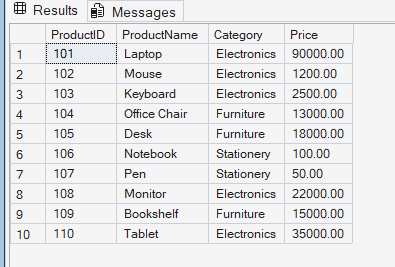 Results Messages
ProductID ProductName Category Price
1 101 Laptop Electronics 90000.00
2 102 Mouse Electronics 1200.00
3 103 Keyboard Electronics 2500.00
4 104 Office Chair Furniture 13000.00
5 105 Desk Furniture 18000.00
6 106 Notebook Stationery 100.00
7 107 Pen Stationery 50.00
8 108 Monitor Electronics 22000.00
9 109 Bookshelf Furniture 15000.00
10 110 Tablet Electronics 35000.00